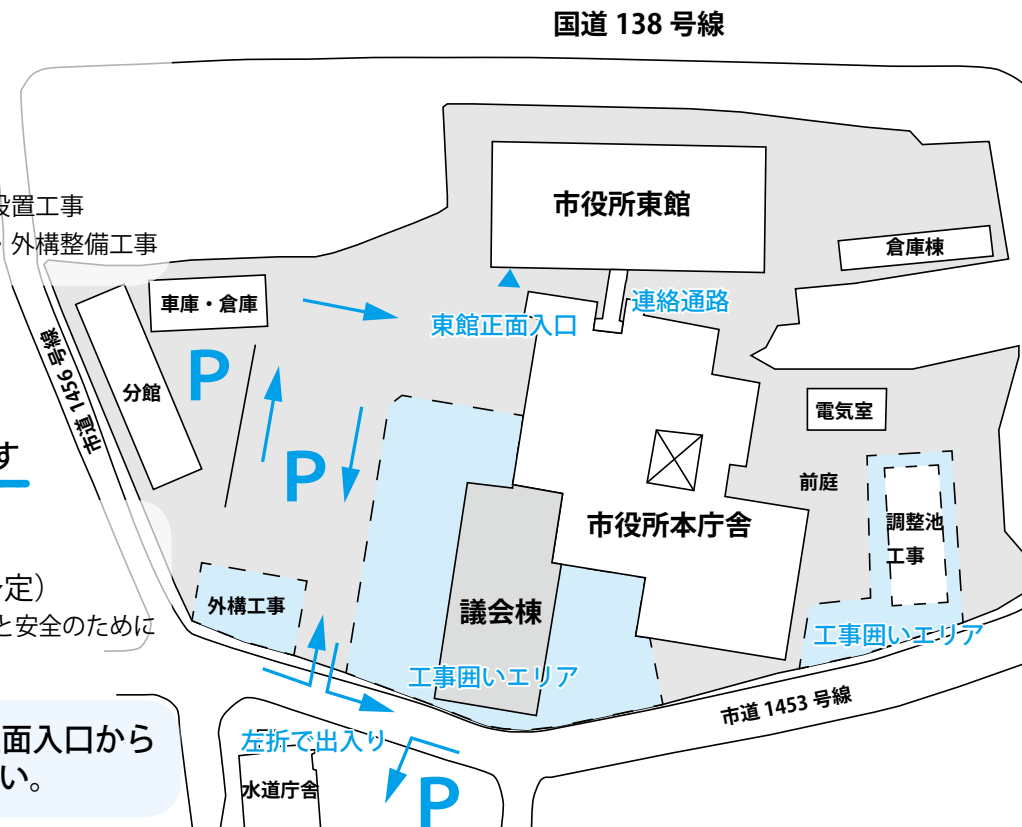 国道 138 号線
市役所東館
設置工事
・外構整備工事
倉庫棟
車庫・倉庫
連絡通路
東館正面入口
市道 1456 号線
分館
P
電気室
す
P
前庭
市役所本庁舎
調整池
工事
予定）
と安全のために
外構工事
議会棟
工事囲いエリア
工事囲いエリア
市道 1453 号線
正面入口から
い。
左折で出入り
水道庁舎
P